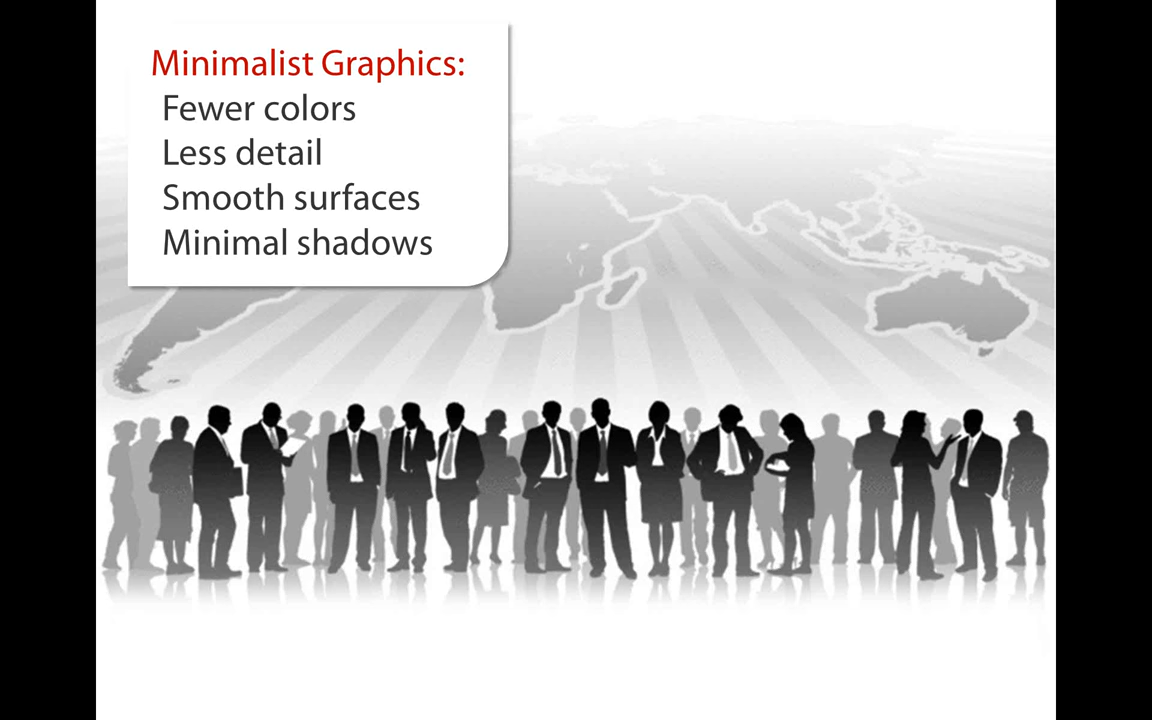 Minimalist Graphics:
Fewer colors
Less detail
Smooth surfaces
Minimal shadows